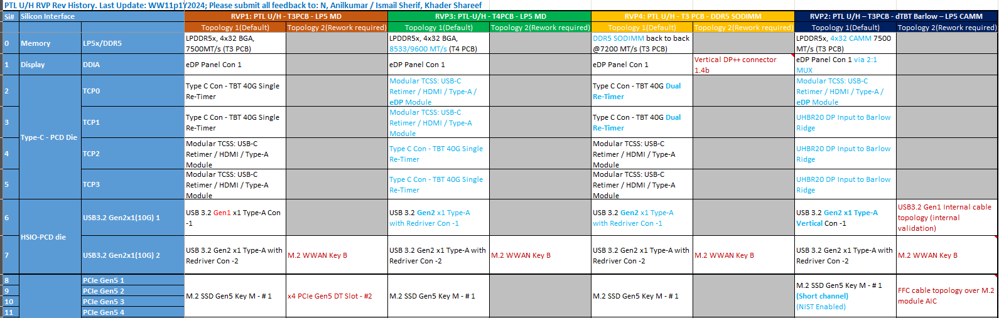 PTL U/H RVP Rev History. Last Update: WW11p1Y2024; Please submit all feedback to: N, Anilkumar / Ismail Sherif, Khader Shareef
Si# Silicon Interface RVP1: PTL U/H - T3PCB - LP5 MD RVP3: PTL-U/H - T4PCB - LP5 MD RVP4: PTL U/H - T3 PCB - DDR5 SODIMM RVP2: PTL U/H – T3PCB - dTBT Barlow – LP5 CAMM
Topology 1(Default) Topology 2(Rework required) Topology 1(Default) Topology 2(Rework required) Topology 1(Default) Topology 2(Rework required) Topology 1(Default) Topology 2(Rework required)
0 Memory LP5x/DDR5
LPDDR5x, 4x32 BGA,
7500MT/s (T3 PCB)
LPDDR5x, 4x32 BGA,
8533/9600 MT/s (T4 PCB)
DDR5 SODIMM back to back
@7200 MT/s (T3 PCB)
LPDDR5x, 4x32 CAMM 7500
MT/s (T3 PCB)
1 Display DDIA
eDP Panel Con 1
eDP Panel Con 1
eDP Panel Con 1
Vertical DP++ connector
1.4b
eDP Panel Con 1 via 2:1
MUX
Type-C - PCD Die
2 TCP0
Type C Con - TBT 40G Single
Re-Timer
Modular TCSS: USB-C
Retimer / HDMI / Type-A /
eDP Module
Type C Con - TBT 40G Dual
Re-Timer
Modular TCSS: USB-C
Retimer / HDMI / Type-A /
eDP Module
3 TCP1
Type C Con - TBT 40G Single
Re-Timer
Modular TCSS: USB-C
Retimer / HDMI / Type-A
Module
Type C Con - TBT 40G Dual
Re-Timer
UHBR20 DP Input to Barlow
Ridge
4 TCP2
Modular TCSS: USB-C
Retimer / HDMI / Type-A
Module
Type C Con - TBT 40G Single
Re-Timer
Modular TCSS: USB-C
Retimer / HDMI / Type-A
Module
UHBR20 DP Input to Barlow
Ridge
5 TCP3
Modular TCSS: USB-C
Retimer / HDMI / Type-A
Module
Type C Con - TBT 40G Single
Re-Timer
Modular TCSS: USB-C
Retimer / HDMI / Type-A
Module
UHBR20 DP Input to Barlow
Ridge
HSIO-PCD die
6 USB3.2 Gen2x1(10G) 1
USB 3.2 Gen1 x1 Type-A Con
-1
USB 3.2 Gen2 x1 Type-A
with Redriver Con -1
USB 3.2 Gen2 x1 Type-A
with Redriver Con -1
USB 3.2 Gen2 x1 Type-A
Vertical Con -1
USB3.2 Gen1 Internal cable
topology (internal
validation)
7 USB3.2 Gen2x1(10G) 2
USB 3.2 Gen2 x1 Type-A with
Redriver Con -2
M.2 WWAN Key B
USB 3.2 Gen2 x1 Type-A with
Redriver Con -2
M.2 WWAN Key B
USB 3.2 Gen2 x1 Type-A with
Redriver Con -2
M.2 WWAN Key B
USB 3.2 Gen2 x1 Type-A with
Redriver Con -2
M.2 WWAN Key B
8 PCIe Gen5 1
9 PCIe Gen5 2
10 PCIe Gen5 3
11 PCIe Gen5 4
M.2 SSD Gen5 Key M - # 1
x4 PCIe Gen5 DT Slot - #2
M.2 SSD Gen5 Key M - # 1
M.2 SSD Gen5 Key M - # 1
M.2 SSD Gen5 Key M - # 1
(Short channel)
(NIST Enabled)
FFC cable topology over M.2
module AIC